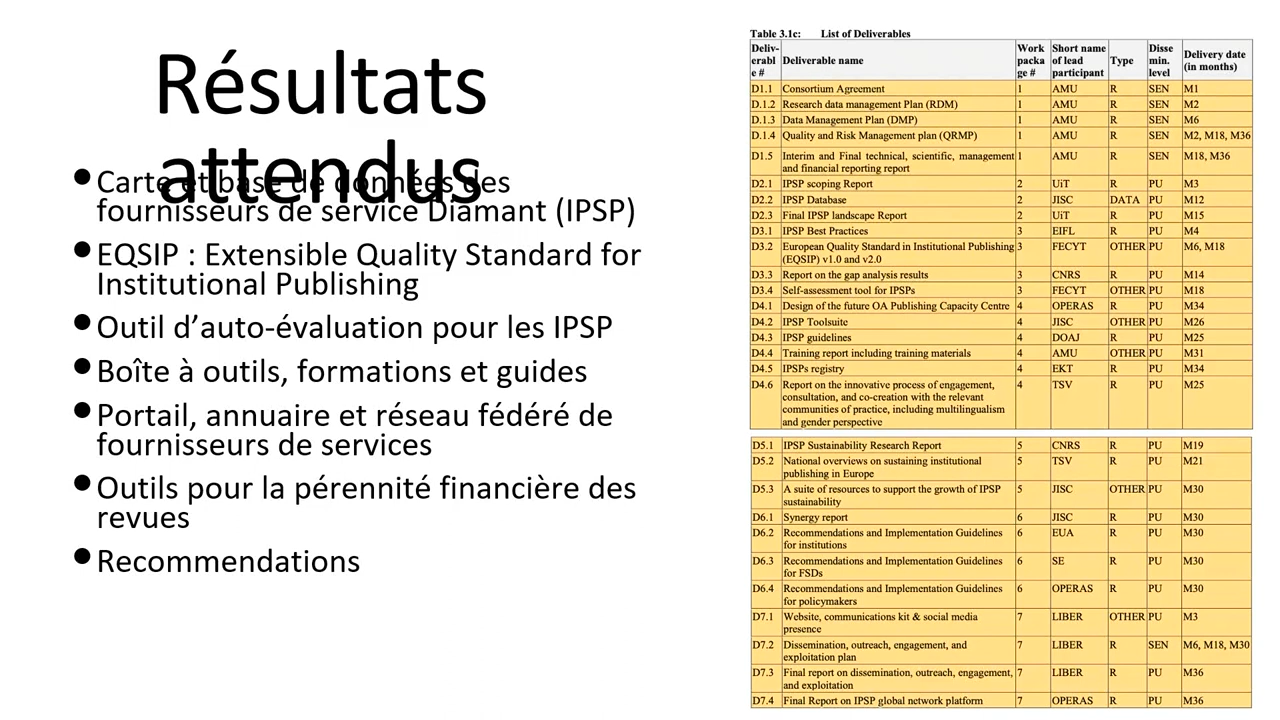 Résultats
attendus
• Carte et base de données des
fournisseurs de service Diamant (IPSP)
• EQSIP : Extensible Quality Standard for
Institutional Publishing
• Outil d’auto-évaluation pour les IPSP
• Boîte à outils, formations et guides
• Portail, annuaire et réseau fédéré de
fournisseurs de services
• Outils pour la pérennité financière des
revues
• Recommendations
Table 3.1c: List of Deliverables
Deliv-erabl e # Deliverable name Work packa ge # Short name of lead participant Type Disse min. level Delivery date (in months)
D1.1 Consortium Agreement 1 AMU R SEN M1
D.1.2 Research data management Plan (RDM) 1 AMU R SEN M2
D.1.3 Data Management Plan (DMP) 1 AMU R SEN M6
D.1.4 Quality and Risk Management plan (QRMP) 1 AMU R SEN M2, M18, M36
D1.5 Interim and Final technical, scientific, management 1 AMU R SEN M18, M36
and financial reporting report
D2.1 IPSP scoping Report 2 UiT R PU M3
D2.2 IPSP Database 2 JISC DATA PU M12
D2.3 Final IPSP landscape Report 2 UiT R PU M15
D3.1 IPSP Best Practices 3 EIFL R PU M4
D3.2 European Quality Standard in Institutional Publishing 3 FECYT OTHER PU M6, M18
(EQSIP) v1.0 and v2.0
D3.3 Report on the gap analysis results 3 CNRS R PU M14
D3.4 Self-assessment tool for IPSPs 3 FECYT OTHER PU M18
D4.1 Design of the future OA Publishing Capacity Centre 4 OPERAS R PU M34
D4.2 IPSP Toolsuite 4 JISC OTHER PU M26
D4.3 IPSP guidelines 4 DOAJ R PU M25
D4.4 Training report including training materials 4 AMU OTHER PU M31
D4.5 IPSPs registry 4 EKT R PU M34
D4.6 Report on the innovative process of engagement, 4 TSV R PU M25
consultation, and co-creation with the relevant
communities of practice, including multilingualism
and gender perspective
D5.1 IPSP Sustainability Research Report 5 CNRS R PU M19
D5.2 National overviews on sustaining institutional 5 TSV R PU M21
publishing in Europe
D5.3 A suite of resources to support the growth of IPSP 5 JISC OTHER PU M30
sustainability
D6.1 Synergy report 6 JISC R PU M30
D6.2 Recommendations and Implementation Guidelines 6 EUA R PU M30
for institutions
D6.3 Recommendations and Implementation Guidelines 6 SE R PU M30
for FSDs
D6.4 Recommendations and Implementation Guidelines 6 OPERAS R PU M30
for policymakers
D7.1 Website, communications kit & social media 7 LIBER OTHER PU M3
presence
D7.2 Dissemination, outreach, engagement, and 7 LIBER R SEN M6, M18, M30
exploitation plan
D7.3 Final report on dissemination, outreach, engagement, 7 LIBER R PU M36
and exploitation
D7.4 Final Report on IPSP global network platform 7 OPERAS R PU M36